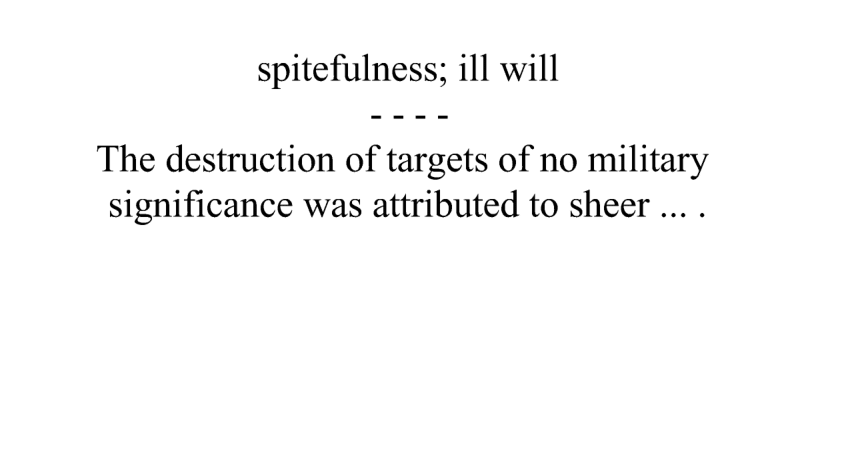 spitefulness; ill will
- - - -
The destruction of targets of no military
significance was attributed to sheer ... .